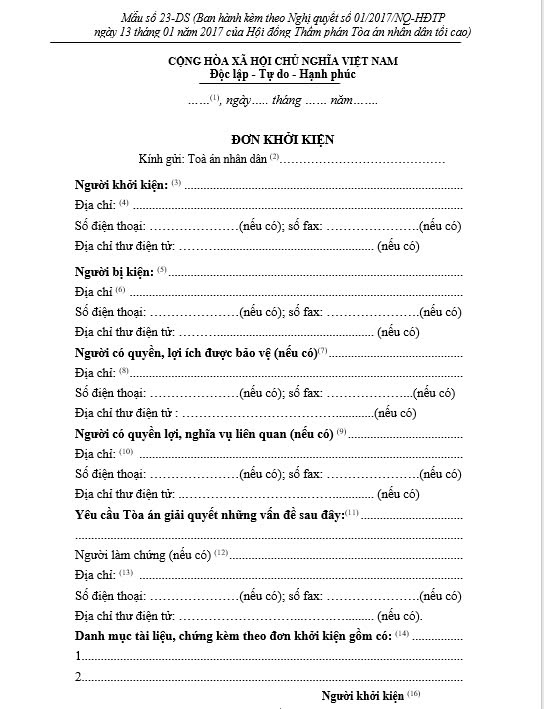 Mẫu số 23-DS (Ban hành kèm theo Nghị quyết số 01/2017/NQ-HĐTP
ngày 13 tháng 01 năm 2017 của Hội đồng Thẩm phán Tòa án nhân dân tối cao)
CỘNG HÒA XÃ HỘI CHỦ NGHĨA VIỆT NAM
Độc lập - Tự do - Hạnh phúc
……(1), ngày….. tháng …… năm…….
ĐƠN KHỞI KIỆN
Kính gửi: Toà án nhân dân (2)……………………………………
Người khởi kiện: (3) ........................................................................................
Địa chỉ: (4) ........................................................................................................
Số điện thoại: …………………(nếu có); số fax: …………………(nếu có)
Địa chỉ thư điện tử: ………................................................... (nếu có)
Người bị kiện: (5) .............................................................................................
Địa chỉ (6) ........................................................................................................
Số điện thoại: …………………(nếu có); số fax: …………………(nếu có)
Địa chỉ thư điện tử: ………................................................... (nếu có)
Người có quyền, lợi ích được bảo vệ (nếu có)(7)..........................................
Địa chỉ: (8)........................................................................................................
Số điện thoại: …………………(nếu có); số fax: ………………..(nếu có)
Địa chỉ thư điện tử : ……………………………...............(nếu có)
Người có quyền lợi, nghĩa vụ liên quan (nếu có) (9) ....................................
Địa chỉ: (10) ......................................................................................................
Số điện thoại: …………………(nếu có); số fax: …………………(nếu có)
Địa chỉ thư điện tử: ………………………….................. (nếu có)
Yêu cầu Tòa án giải quyết những vấn đề sau đây:(11) ................................
........................................................................................................................
Người làm chứng (nếu có) (12)........................................................................
Địa chỉ: (13) ......................................................................................................
Số điện thoại: …………………(nếu có); số fax: …………………(nếu có)
Địa chỉ thư điện tử: ………………………….................. (nếu có).
Danh mục tài liệu, chứng kèm theo đơn khởi kiện gồm có: (14) ................
1......................................................................................................................
2......................................................................................................................
Người khởi kiện (16)